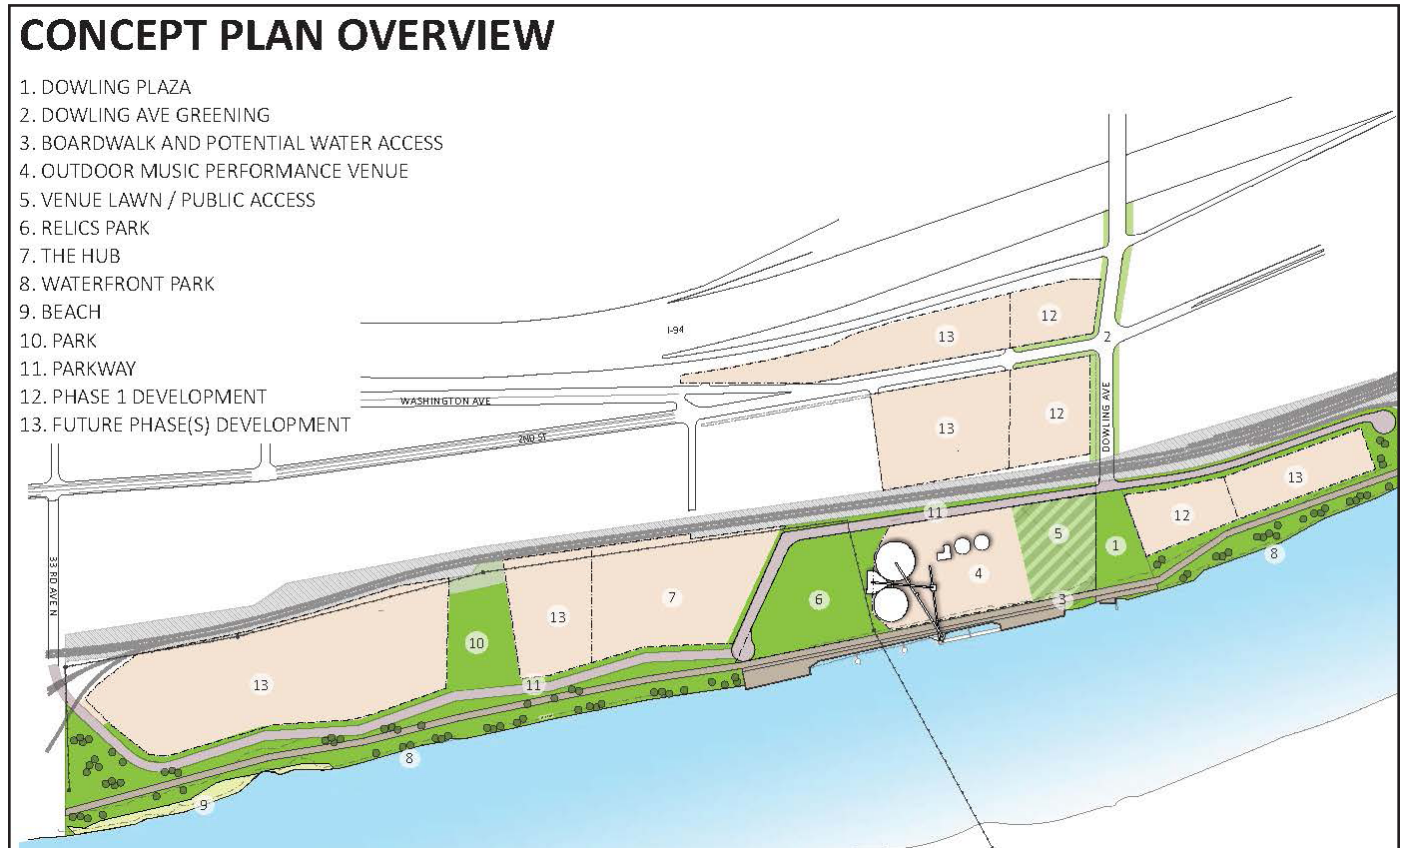 CONCEPT PLAN OVERVIEW
1. DOWLING PLAZA
2. DOWLING AVE GREENING
3. BOARDWALK AND POTENTIAL WATER ACCESS
4. OUTDOOR MUSIC PERFORMANCE VENUE
5. VENUE LAWN / PUBLIC ACCESS
6. RELICS PARK
7. THE HUB
8. WATERFRONT PARK
9. BEACH
10. PARK
11. PARKWAY
12. PHASE 1 DEVELOPMENT
13. FUTURE PHASE(S) DEVELOPMENT
I-94
13
12
2
WASHINGTON AVE
2ND ST
13
12
DOWLING AVE
13
12
11
5
1
8
33 RD AVE N
4
3
7
6
13
10
13
11
8
9